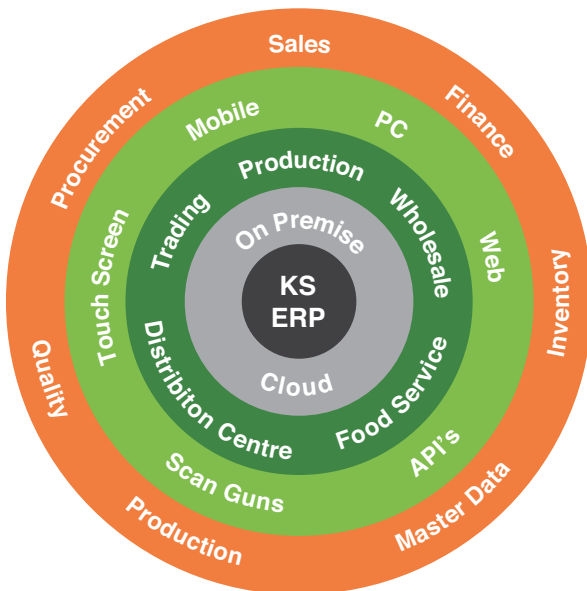 Sales
Finance
Inventory
Master Data
Production
Quality
Procurement
Mobile
PC
Web
API's
Scan Guns
Touch Screen
Production
Wholesale
Food Service
Distribiton Centre
Trading
On Premise
Cloud
KS
ERP